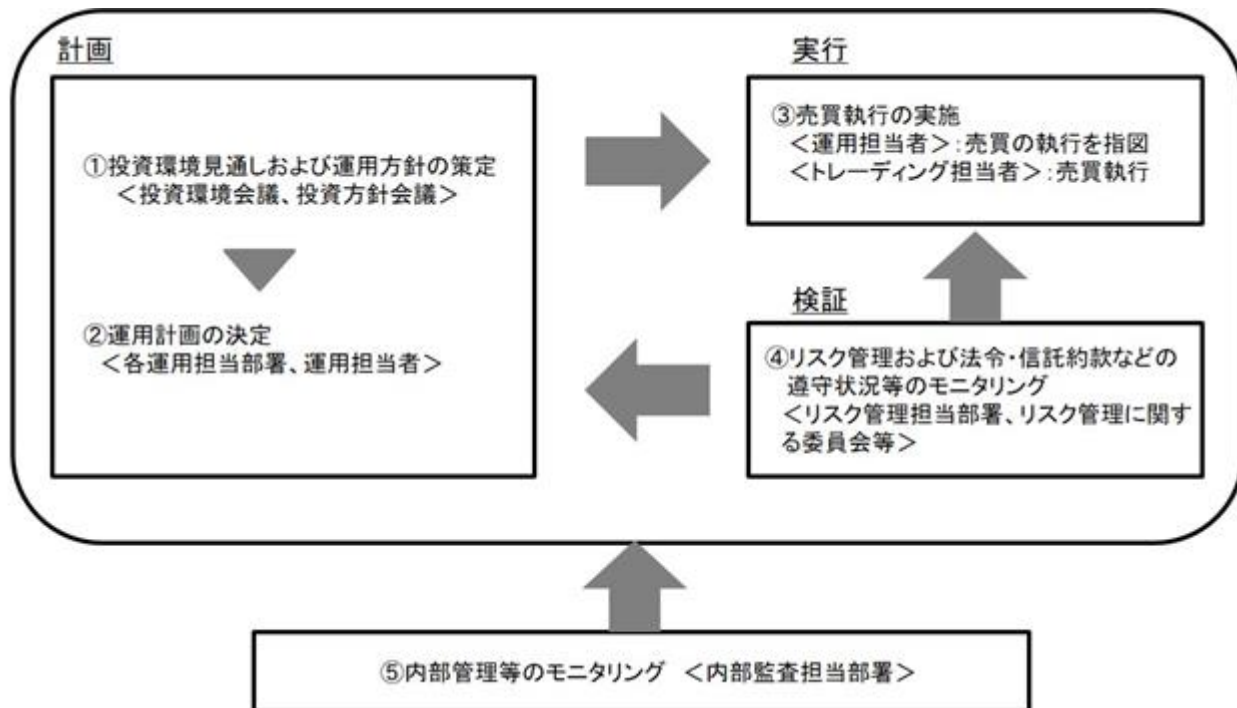 計画
①投資環境見通しおよび運用方針の策定
＜投資環境会議、投資方針会議＞
②運用計画の決定
＜各運用担当部署、運用担当者＞
実行
③売買執行の実施
＜運用担当者＞：売買の執行を指図
＜トレーディング担当者＞：売買執行
検証
④リスク管理および法令・信託約款などの
遵守状況等のモニタリング
＜リスク管理担当部署、リスク管理に関す
る委員会等＞
⑤内部管理等のモニタリング　＜内部監査担当部署＞